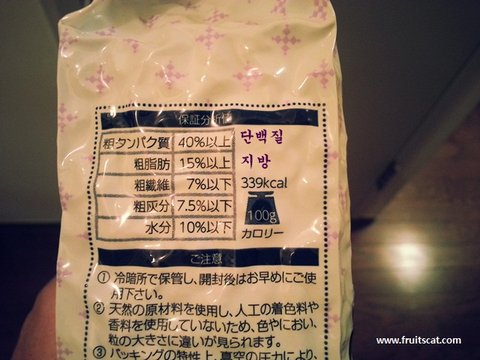 保証分析値
粗タンパク質 40%以上 단백질
粗脂肪 15%以上 지방
粗繊維 7%以下 339kcal
粗灰分 7.5%以下 100g
水分 10%以下 カロリー
ご注意
① 冷暗所で保管し、開封後はお早めにご使
用下さい。
② 天然の原材料を使用し、人工の着色料や
香料を使用していないため、色やにおい、
粒の大きさに違いが見られます。
③ パッキングの特性上、真空の圧力により、
www.fruitscat.com